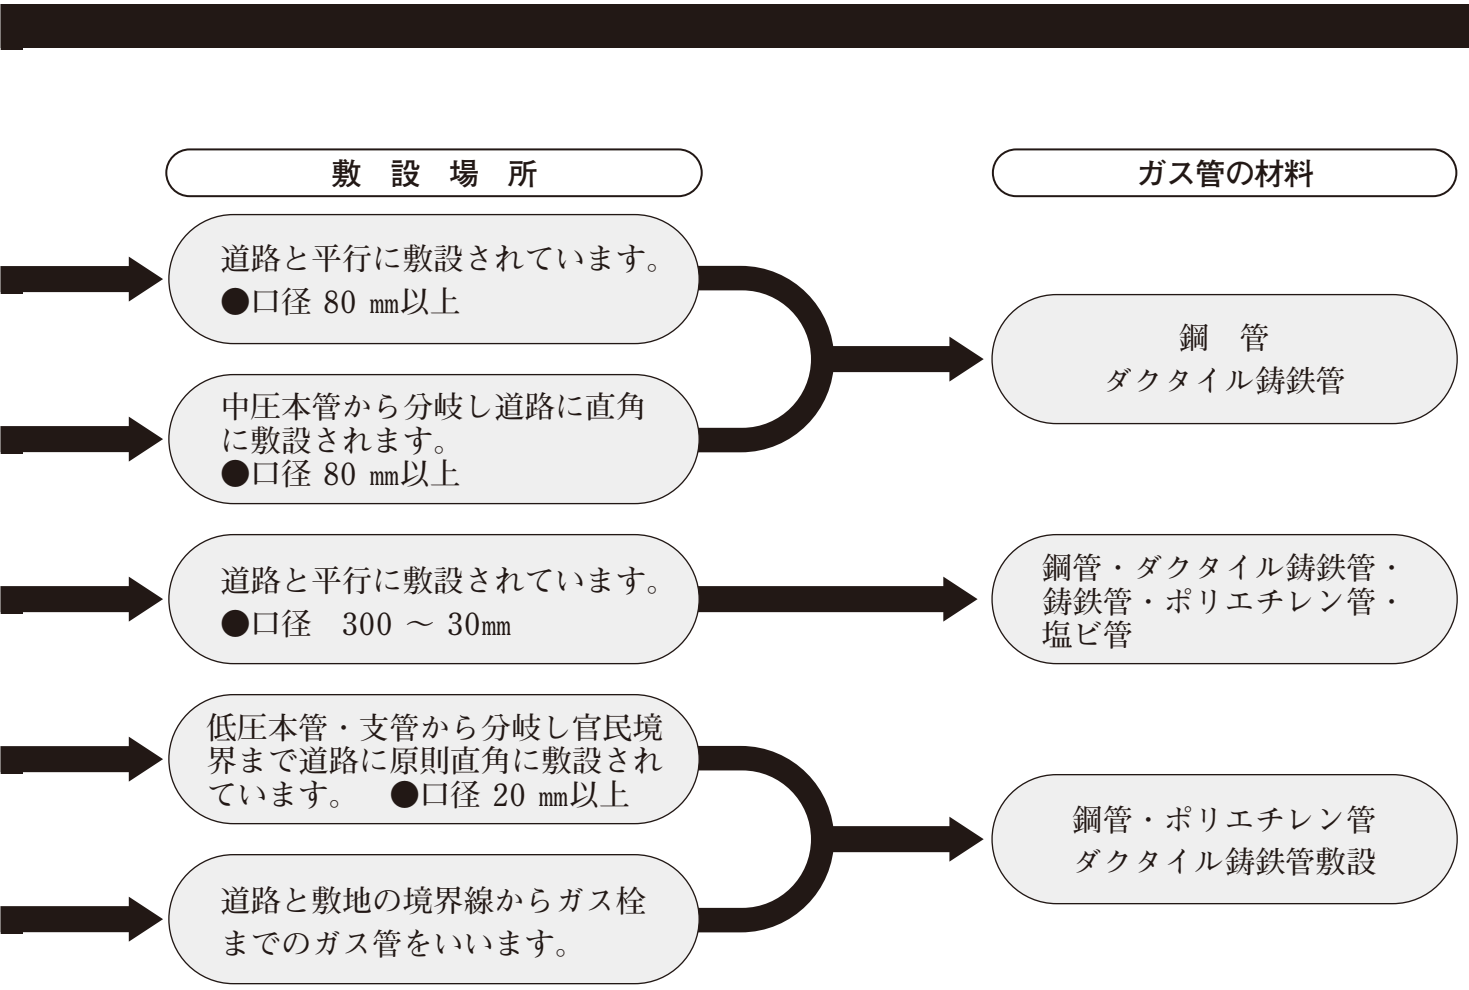 敷 設 場 所
ガス管の材料
道路と平行に敷設されています。
●口径 80 ㎜以上
中圧本管から分岐し道路に直角
に敷設されます。
●口径 80 ㎜以上
鋼 管
ダクタイル鋳鉄管
道路と平行に敷設されています。
●口径 300 〜 30㎜
鋼管・ダクタイル鋳鉄管・
鋳鉄管・ポリエチレン管・
塩ビ管
低圧本管・支管から分岐し官民境
界まで道路に原則直角に敷設され
ています。 ●口径 20 ㎜以上
道路と敷地の境界線からガス栓
までのガス管をいいます。
鋼管・ポリエチレン管
ダクタイル鋳鉄管敷設